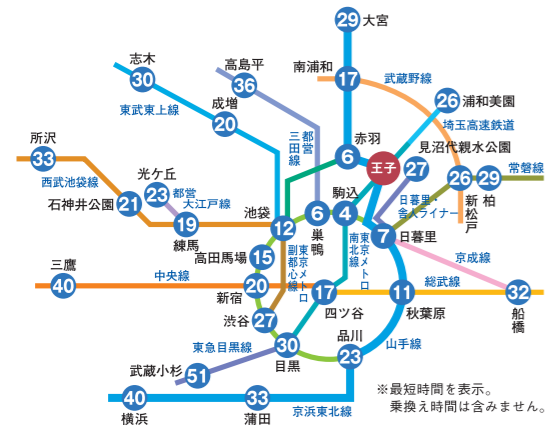 29 大宮
志木
30
高島平
36
南浦和
17
武蔵野線
東武東上線
成増
20
26 浦和美園
埼玉高速鉄道
所沢
33
都営
三田線
赤羽
6
王子
見沼代親水公園
27
常磐線
西武池袋線
光ケ丘
23
都営
大江戸線
石神井公園
21
19
練馬
池袋
12
6
巣鴨
駒込
4
日暮里・
舎人ライナー
26
新松戸
29
柏
7 日暮里
高田馬場 15
東京メトロ
副都心線
東京メトロ
南北線
京成線
三鷹
40
中央線
20
新宿
17
四ツ谷
11
秋葉原
総武線
32
船橋
渋谷 27
東急目黒線
30
目黒
品川
23
山手線
武蔵小杉
51
40
横浜
33
蒲田
京浜東北線
※最短時間を表示。
乗換え時間は含みません。